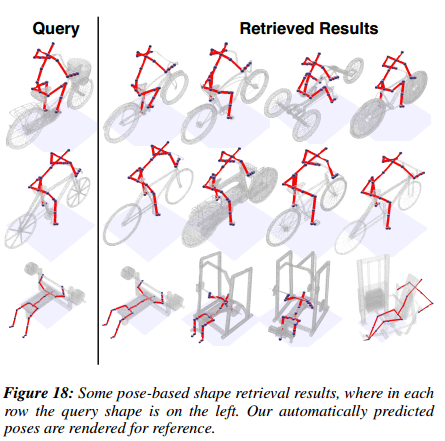 Query
Retrieved Results
Figure 18: Some pose-based shape retrieval results, where in each
row the query shape is on the left. Our automatically predicted
poses are rendered for reference.